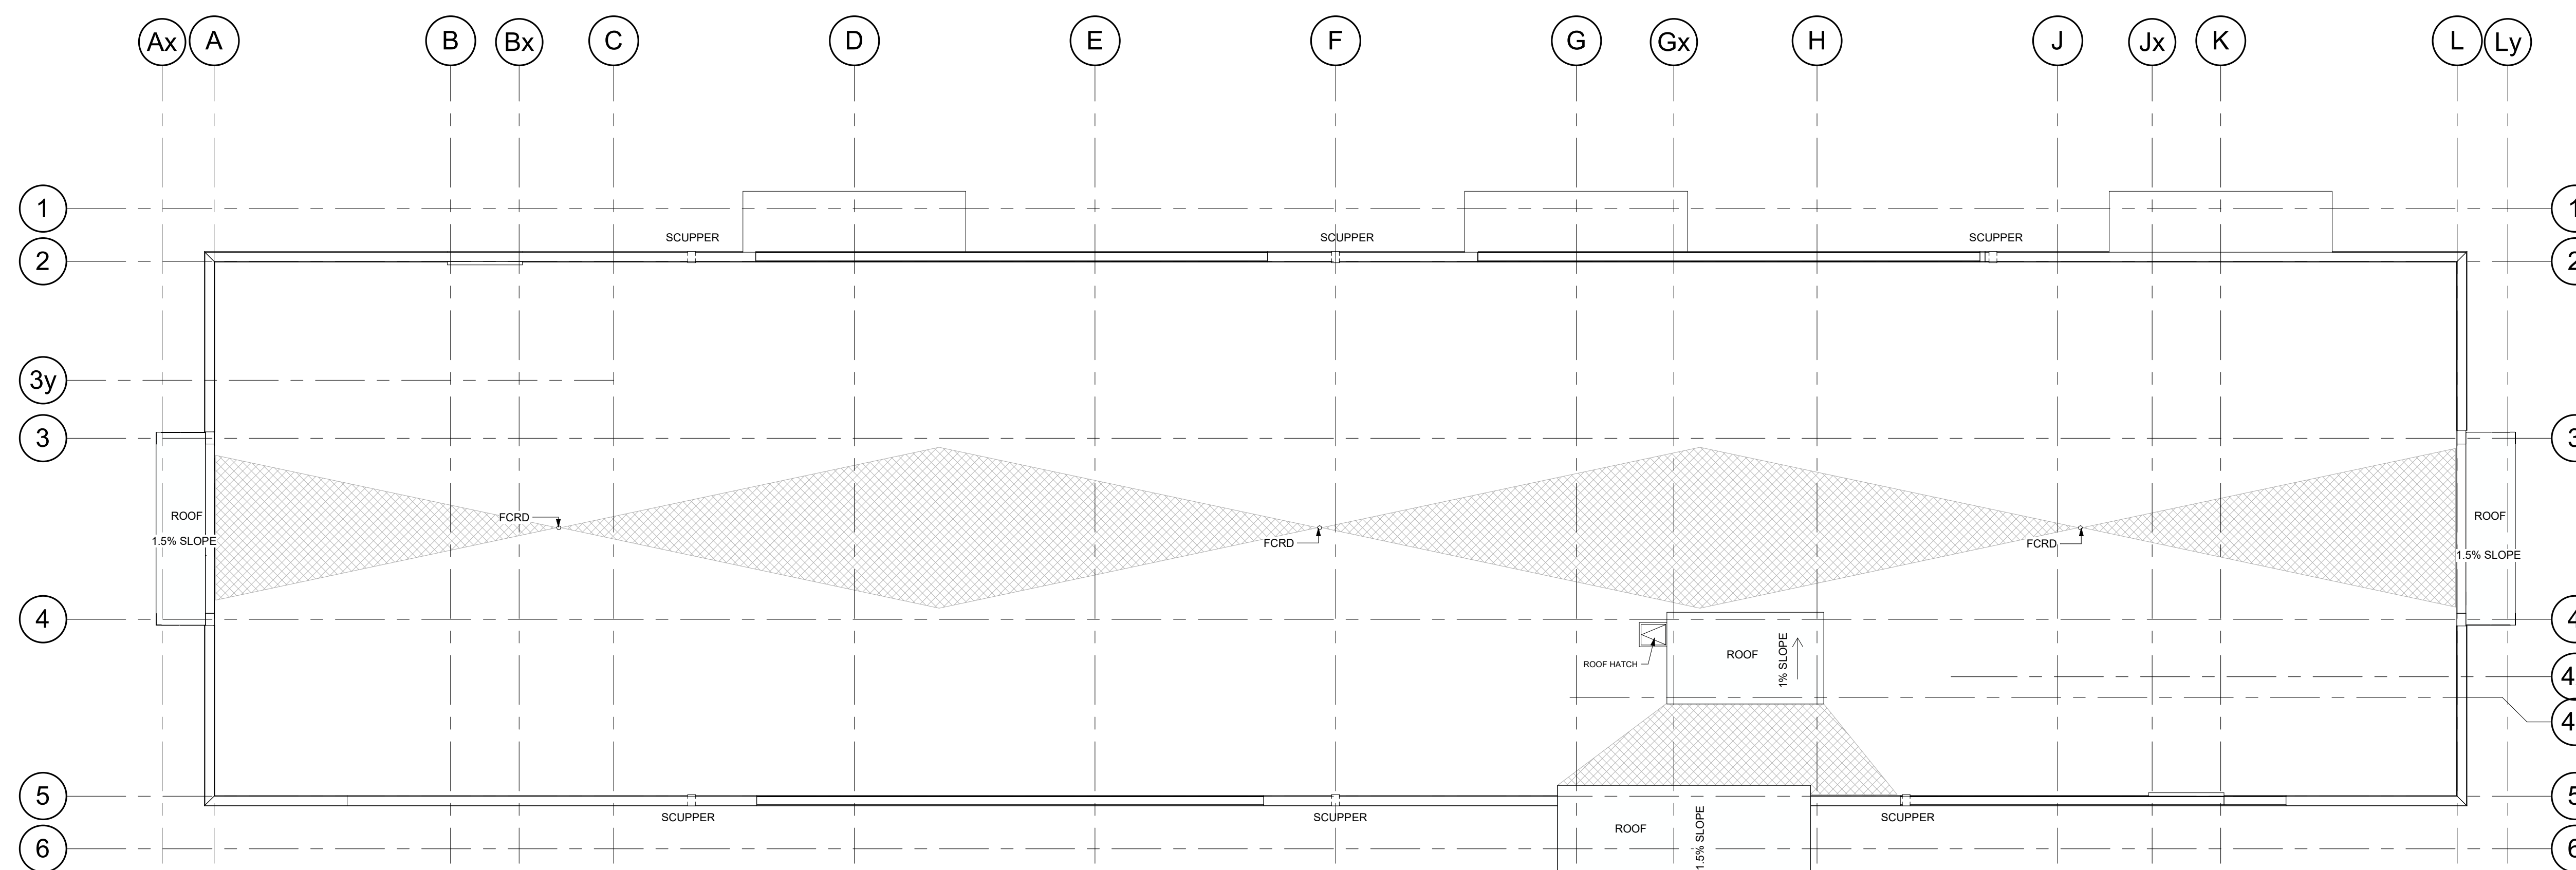 Ax A B Bx C D E F G Gx H J Jx K L Ly
1 1
SCUPPER SCUPPER SCUPPER
2 2
3y
3 3
ROOF FCRD ROOF
1.5% SLOPE FCRD FCRD 1.5% SLOPE
4 4
ROOF HATCH ROOF 1% SLOPE
4
4
5 5
SCUPPER SCUPPER SCUPPER
ROOF 1.5% SLOPE
6 6